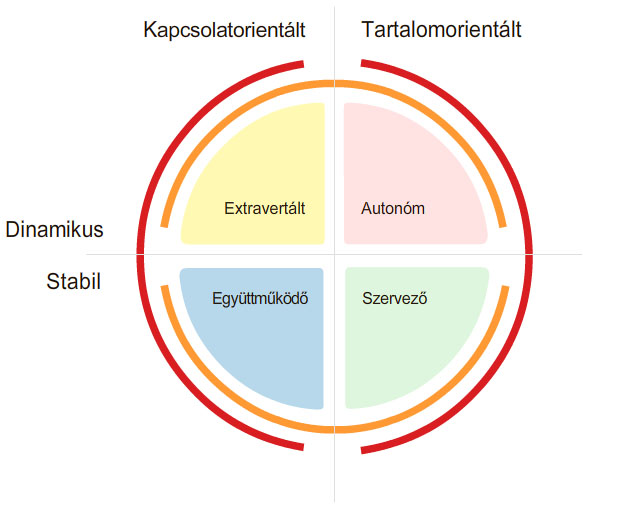 Kapcsolatorientált
Tartalomorientált
Extravertált
Autonóm
Dinamikus
Stabil
Együttműködő
Szervező